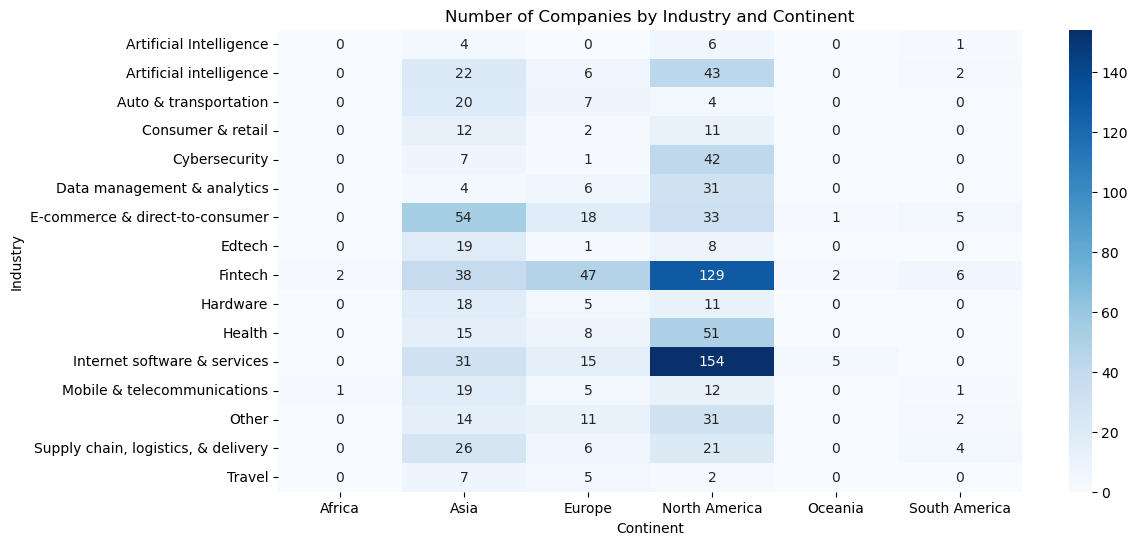 Number of Companies by Industry and Continent
Industry
Artificial Intelligence 0 4 0 6 0 1
Artificial intelligence 0 22 6 43 0 2
Auto & transportation 0 20 7 4 0 0
Consumer & retail 0 12 2 11 0 0
Cybersecurity 0 7 1 42 0 0
Data management & analytics 0 4 6 31 0 0
E-commerce & direct-to-consumer 0 54 18 33 1 5
Edtech 0 19 1 8 0 0
Fintech 2 38 47 129 2 6
Hardware 0 18 5 11 0 0
Health 0 15 8 51 0 0
Internet software & services 0 31 15 154 5 0
Mobile & telecommunications 1 19 5 12 0 1
Other 0 14 11 31 0 2
Supply chain, logistics, & delivery 0 26 6 21 0 4
Travel 0 7 5 2 0 0
Africa Asia Europe North America Oceania South America
Continent
140
120
100
80
60
40
20
0